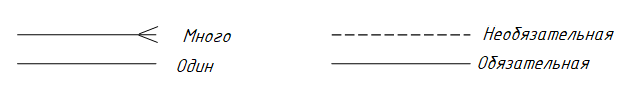 Много
Один
Необязательная
Обязательная